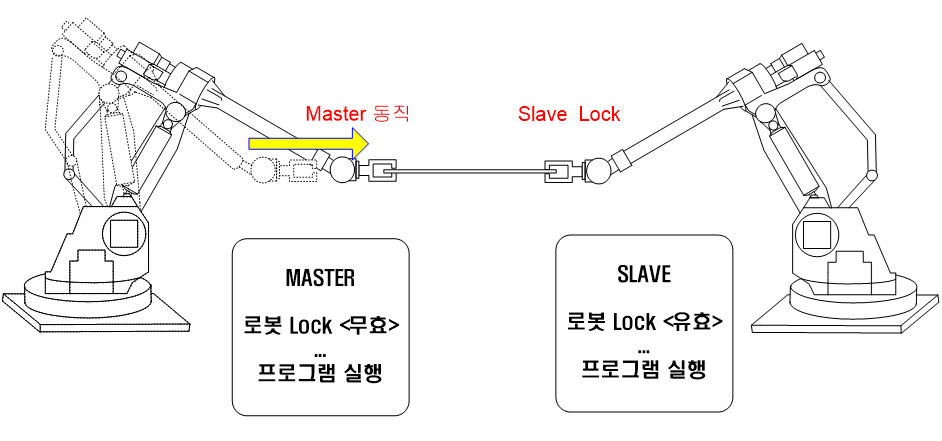 Master 동작
Slave Lock
MASTER
로봇 Lock <무효>
...
프로그램 실행
SLAVE
로봇 Lock <유효>
...
프로그램 실행